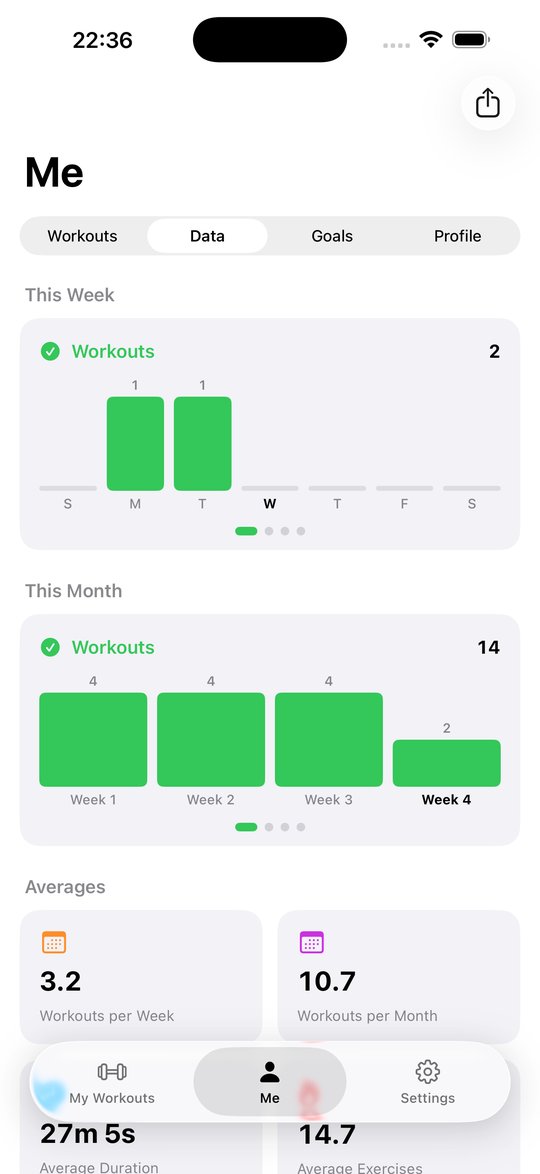 22:36
Me
Workouts Data Goals Profile
This Week
Workouts 2
1 1
S M T W T F S
This Month
Workouts 14
4 4 4 2
Week 1 Week 2 Week 3 Week 4
Averages
3.2 10.7
Workouts per Week Workouts per Month
My Workouts Me Settings
27m 5s 14.7
Average Duration Average Exercises